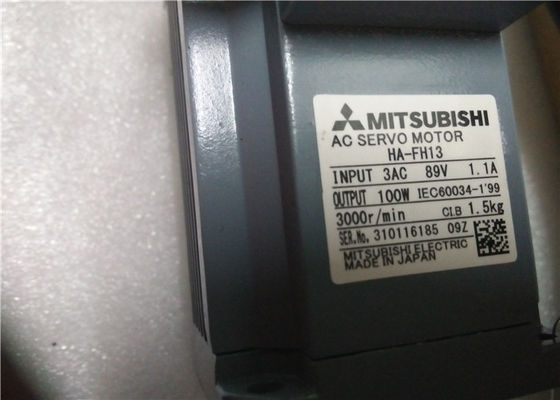 MITSUBISHI
AC SERVO MOTOR
HA-FH13
INPUT 3AC 89V 1.1A
OUTPUT 100W IEC60034-1'99
3000r/min Cl.B 1.5kg
SER.No. 310116185 09Z
MITSUBISHI ELECTRIC
MADE IN JAPAN